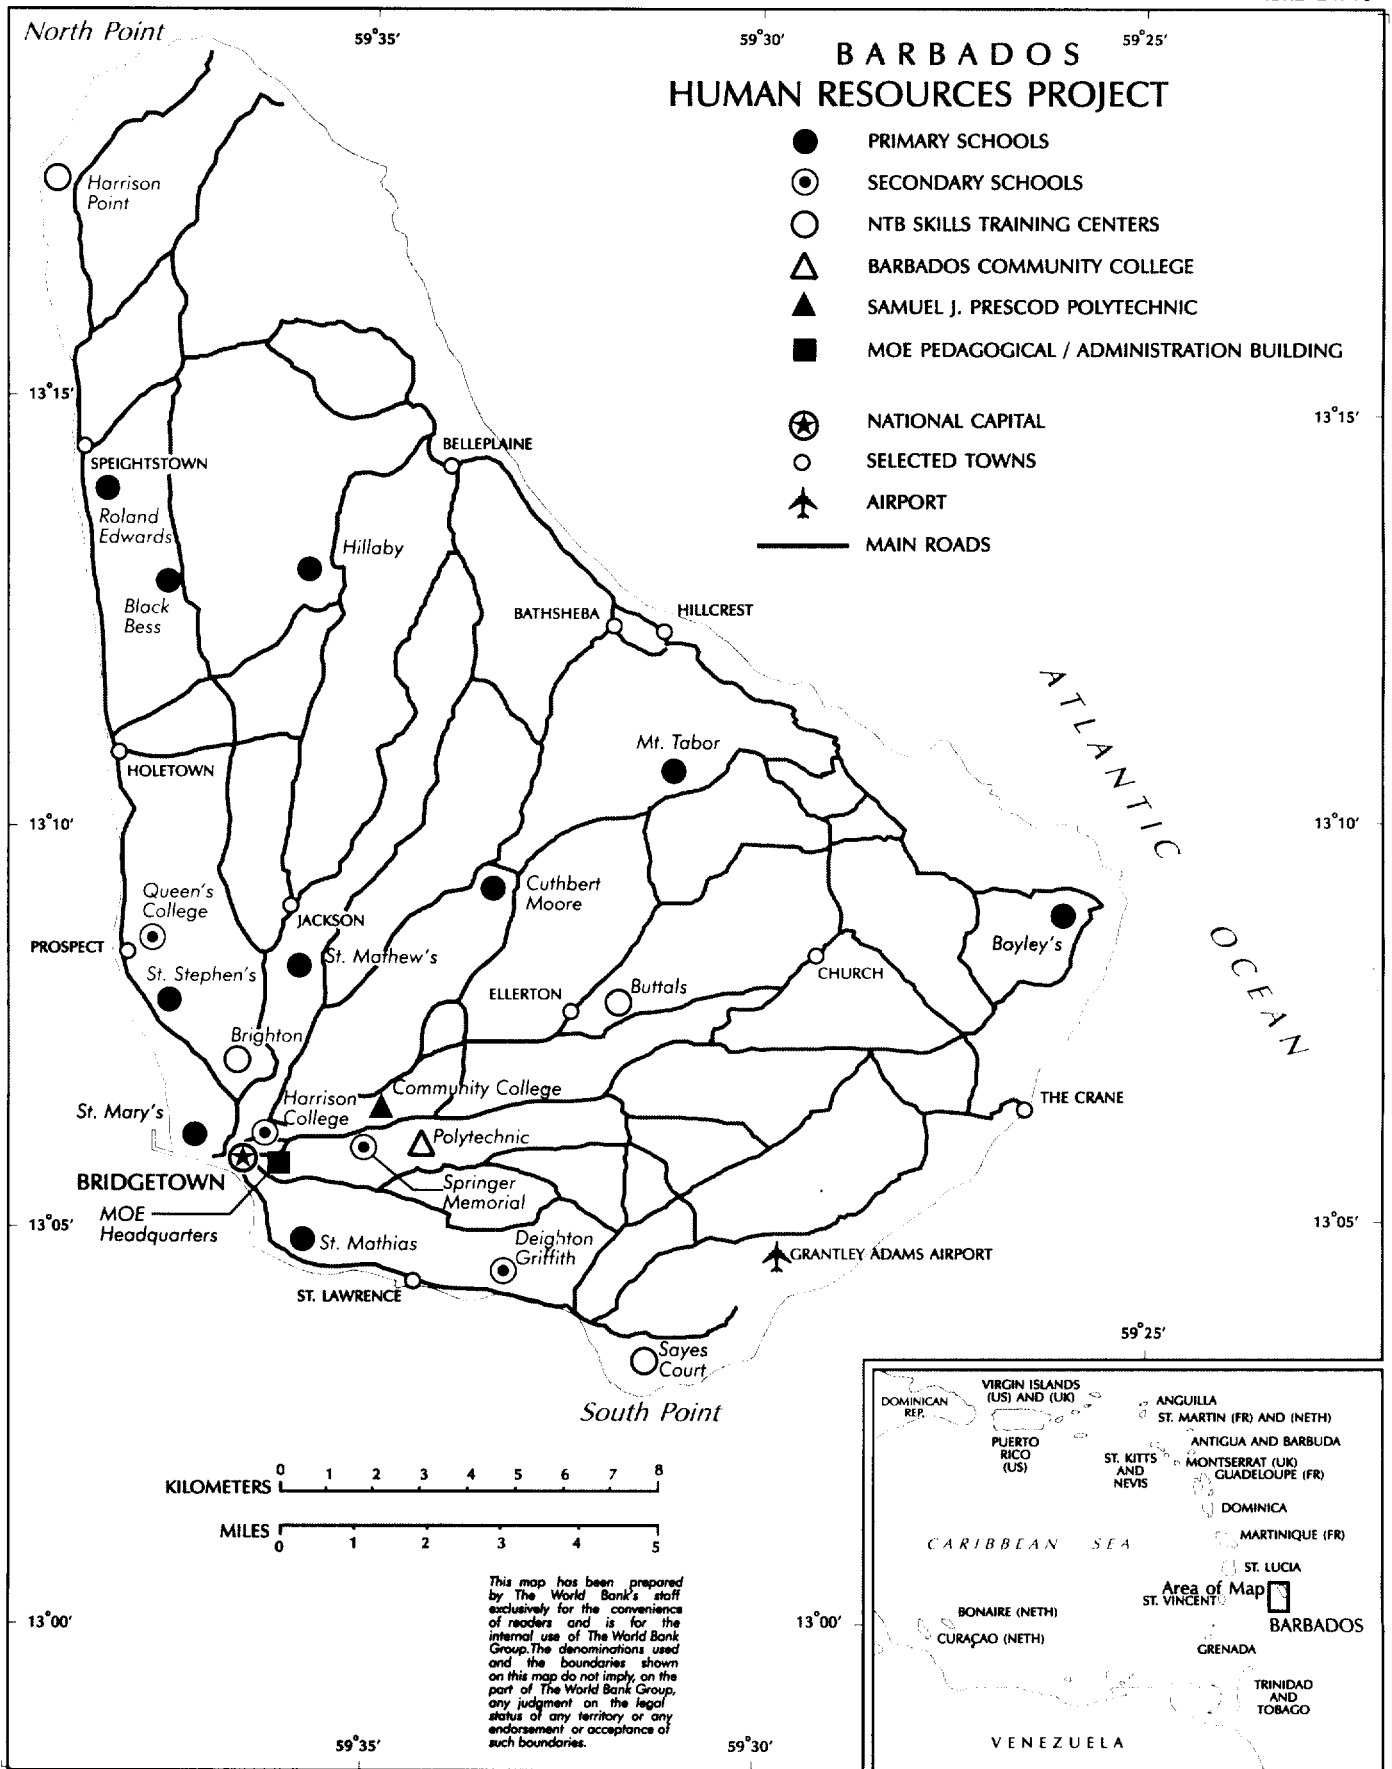 North Point
59°35'
59°30'
59°25'
BARBADOS
HUMAN RESOURCES PROJECT
PRIMARY SCHOOLS
SECONDARY SCHOOLS
NTB SKILLS TRAINING CENTERS
BARBADOS COMMUNITY COLLEGE
SAMUEL J. PRESCOD POLYTECHNIC
MOE PEDAGOGICAL / ADMINISTRATION BUILDING
NATIONAL CAPITAL
SELECTED TOWNS
AIRPORT
MAIN ROADS
Harrison
Point
13°15'
13°15'
SPEIGHTSTOWN
BELLEPLAINE
Roland
Edwards
Hillaby
Black
Bess
BATHSHEBA
HILLCREST
ATLANTIC OCEAN
Mt. Tabor
HOLETOWN
13°10'
13°10'
Queen's
College
Cuthbert
Moore
JACKSON
PROSPECT
St. Mathew's
Bayley's
St. Stephen's
CHURCH
ELLERTON
Buttals
Brighton
Harrison
College
Community College
THE CRANE
St. Mary's
Polytechnic
BRIDGETOWN
Springer
Memorial
MOE
Headquarters
13°05'
13°05'
St. Mathias
Deighton
Griffith
GRANTLEY ADAMS AIRPORT
ST. LAWRENCE
59°25'
Sayes
Court
South Point
KILOMETERS
0 1 2 3 4 5 6 7 8
MILES
0 1 2 3 4 5
This map has been prepared
by The World Bank's staff
exclusively for the convenience
of readers and is for the
internal use of The World Bank
Group. The denominations used
and the boundaries shown
on this map do not imply, on the
part of The World Bank Group,
any judgment on the legal
status of any territory or any
endorsement or acceptance of
such boundaries.
13°00'
13°00'
59°35'
59°30'
DOMINICAN
REP.
VIRGIN ISLANDS
(US) AND (UK)
PUERTO
RICO
(US)
ANGUILLA
ST. MARTIN (FR) AND (NETH)
ANTIGUA AND BARBUDA
ST. KITTS
AND
NEVIS
MONTSERRAT (UK)
GUADELOUPE (FR)
DOMINICA
CARIBBEAN SEA
MARTINIQUE (FR)
ST. LUCIA
Area of Map
ST. VINCENT
BARBADOS
BONAIRE (NETH)
CURAÇAO (NETH)
GRENADA
TRINIDAD
AND
TOBAGO
VENEZUELA